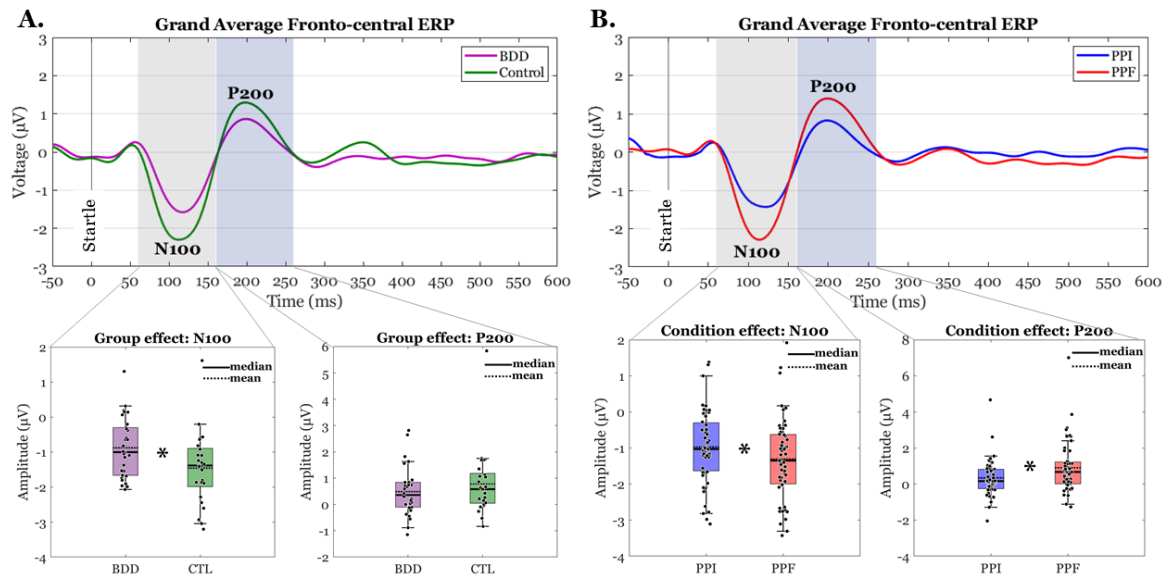 A.
Grand Average Fronto-central ERP
3
2
1
0
-1
-2
-3
Voltage (µV)
BDD
Control
P200
N100
Startle
-50 0 50 100 150 200 250 300 350 400 450 500 550 600
Time (ms)
Group effect: N100
2
1
0
-1
-2
-3
-4
Amplitude (µV)
median
mean
*
BDD CTL
Group effect: P200
6
5
4
3
2
1
0
-1
-2
Amplitude (µV)
median
mean
BDD CTL
B.
Grand Average Fronto-central ERP
3
2
1
0
-1
-2
-3
Voltage (µV)
PPI
PPF
P200
N100
Startle
-50 0 50 100 150 200 250 300 350 400 450 500 550 600
Time (ms)
Condition effect: N100
2
1
0
-1
-2
-3
-4
Amplitude (µV)
median
mean
*
PPI PPF
Condition effect: P200
8
6
4
2
0
-2
-4
Amplitude (µV)
median
mean
*
PPI PPF